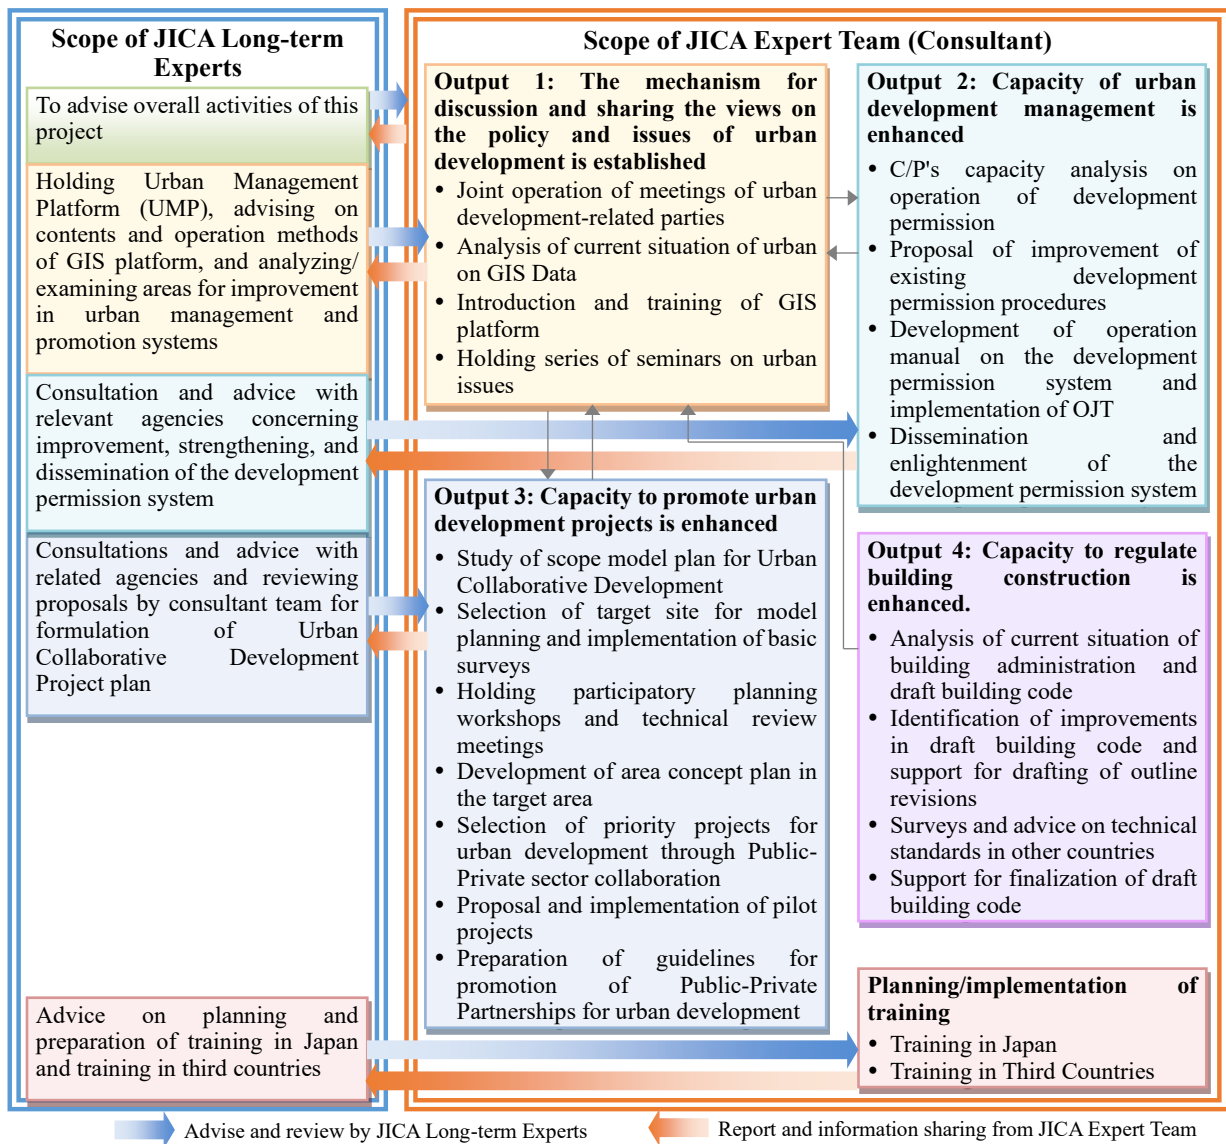 Scope of JICA Long-term
Experts
To advise overall activities of this
project
Holding Urban Management
Platform (UMP), advising on
contents and operation methods
of GIS platform, and analyzing/
examining areas for improvement
in urban management and
promotion systems
Consultation and advice with
relevant agencies concerning
improvement, strengthening, and
dissemination of the development
permission system
Consultations and advice with
related agencies and reviewing
proposals by consultant team for
formulation of Urban
Collaborative Development
Project plan
Advice on planning and
preparation of training in Japan
and training in third countries
Scope of JICA Expert Team (Consultant)
Output 1: The mechanism for
discussion and sharing the views on
the policy and issues of urban
development is established
• Joint operation of meetings of urban
development-related parties
• Analysis of current situation of urban
on GIS Data
• Introduction and training of GIS
platform
• Holding series of seminars on urban
issues
Output 2: Capacity of urban
development management is
enhanced
• C/P's capacity analysis on
operation of development
permission
• Proposal of improvement of
existing development
permission procedures
• Development of operation
manual on the development
permission system and
implementation of OJT
• Dissemination and
enlightenment of the
development permission system
Output 3: Capacity to promote urban
development projects is enhanced
• Study of scope model plan for Urban
Collaborative Development
• Selection of target site for model
planning and implementation of basic
surveys
• Holding participatory planning
workshops and technical review
meetings
• Development of area concept plan in
the target area
• Selection of priority projects for
urban development through Public-
Private sector collaboration
• Proposal and implementation of pilot
projects
• Preparation of guidelines for
promotion of Public-Private
Partnerships for urban development
Output 4: Capacity to regulate
building construction is
enhanced.
• Analysis of current situation of
building administration and
draft building code
• Identification of improvements
in draft building code and
support for drafting of outline
revisions
• Surveys and advice on technical
standards in other countries
• Support for finalization of draft
building code
Planning/implementation of
training
• Training in Japan
• Training in Third Countries
Advise and review by JICA Long-term Experts
Report and information sharing from JICA Expert Team